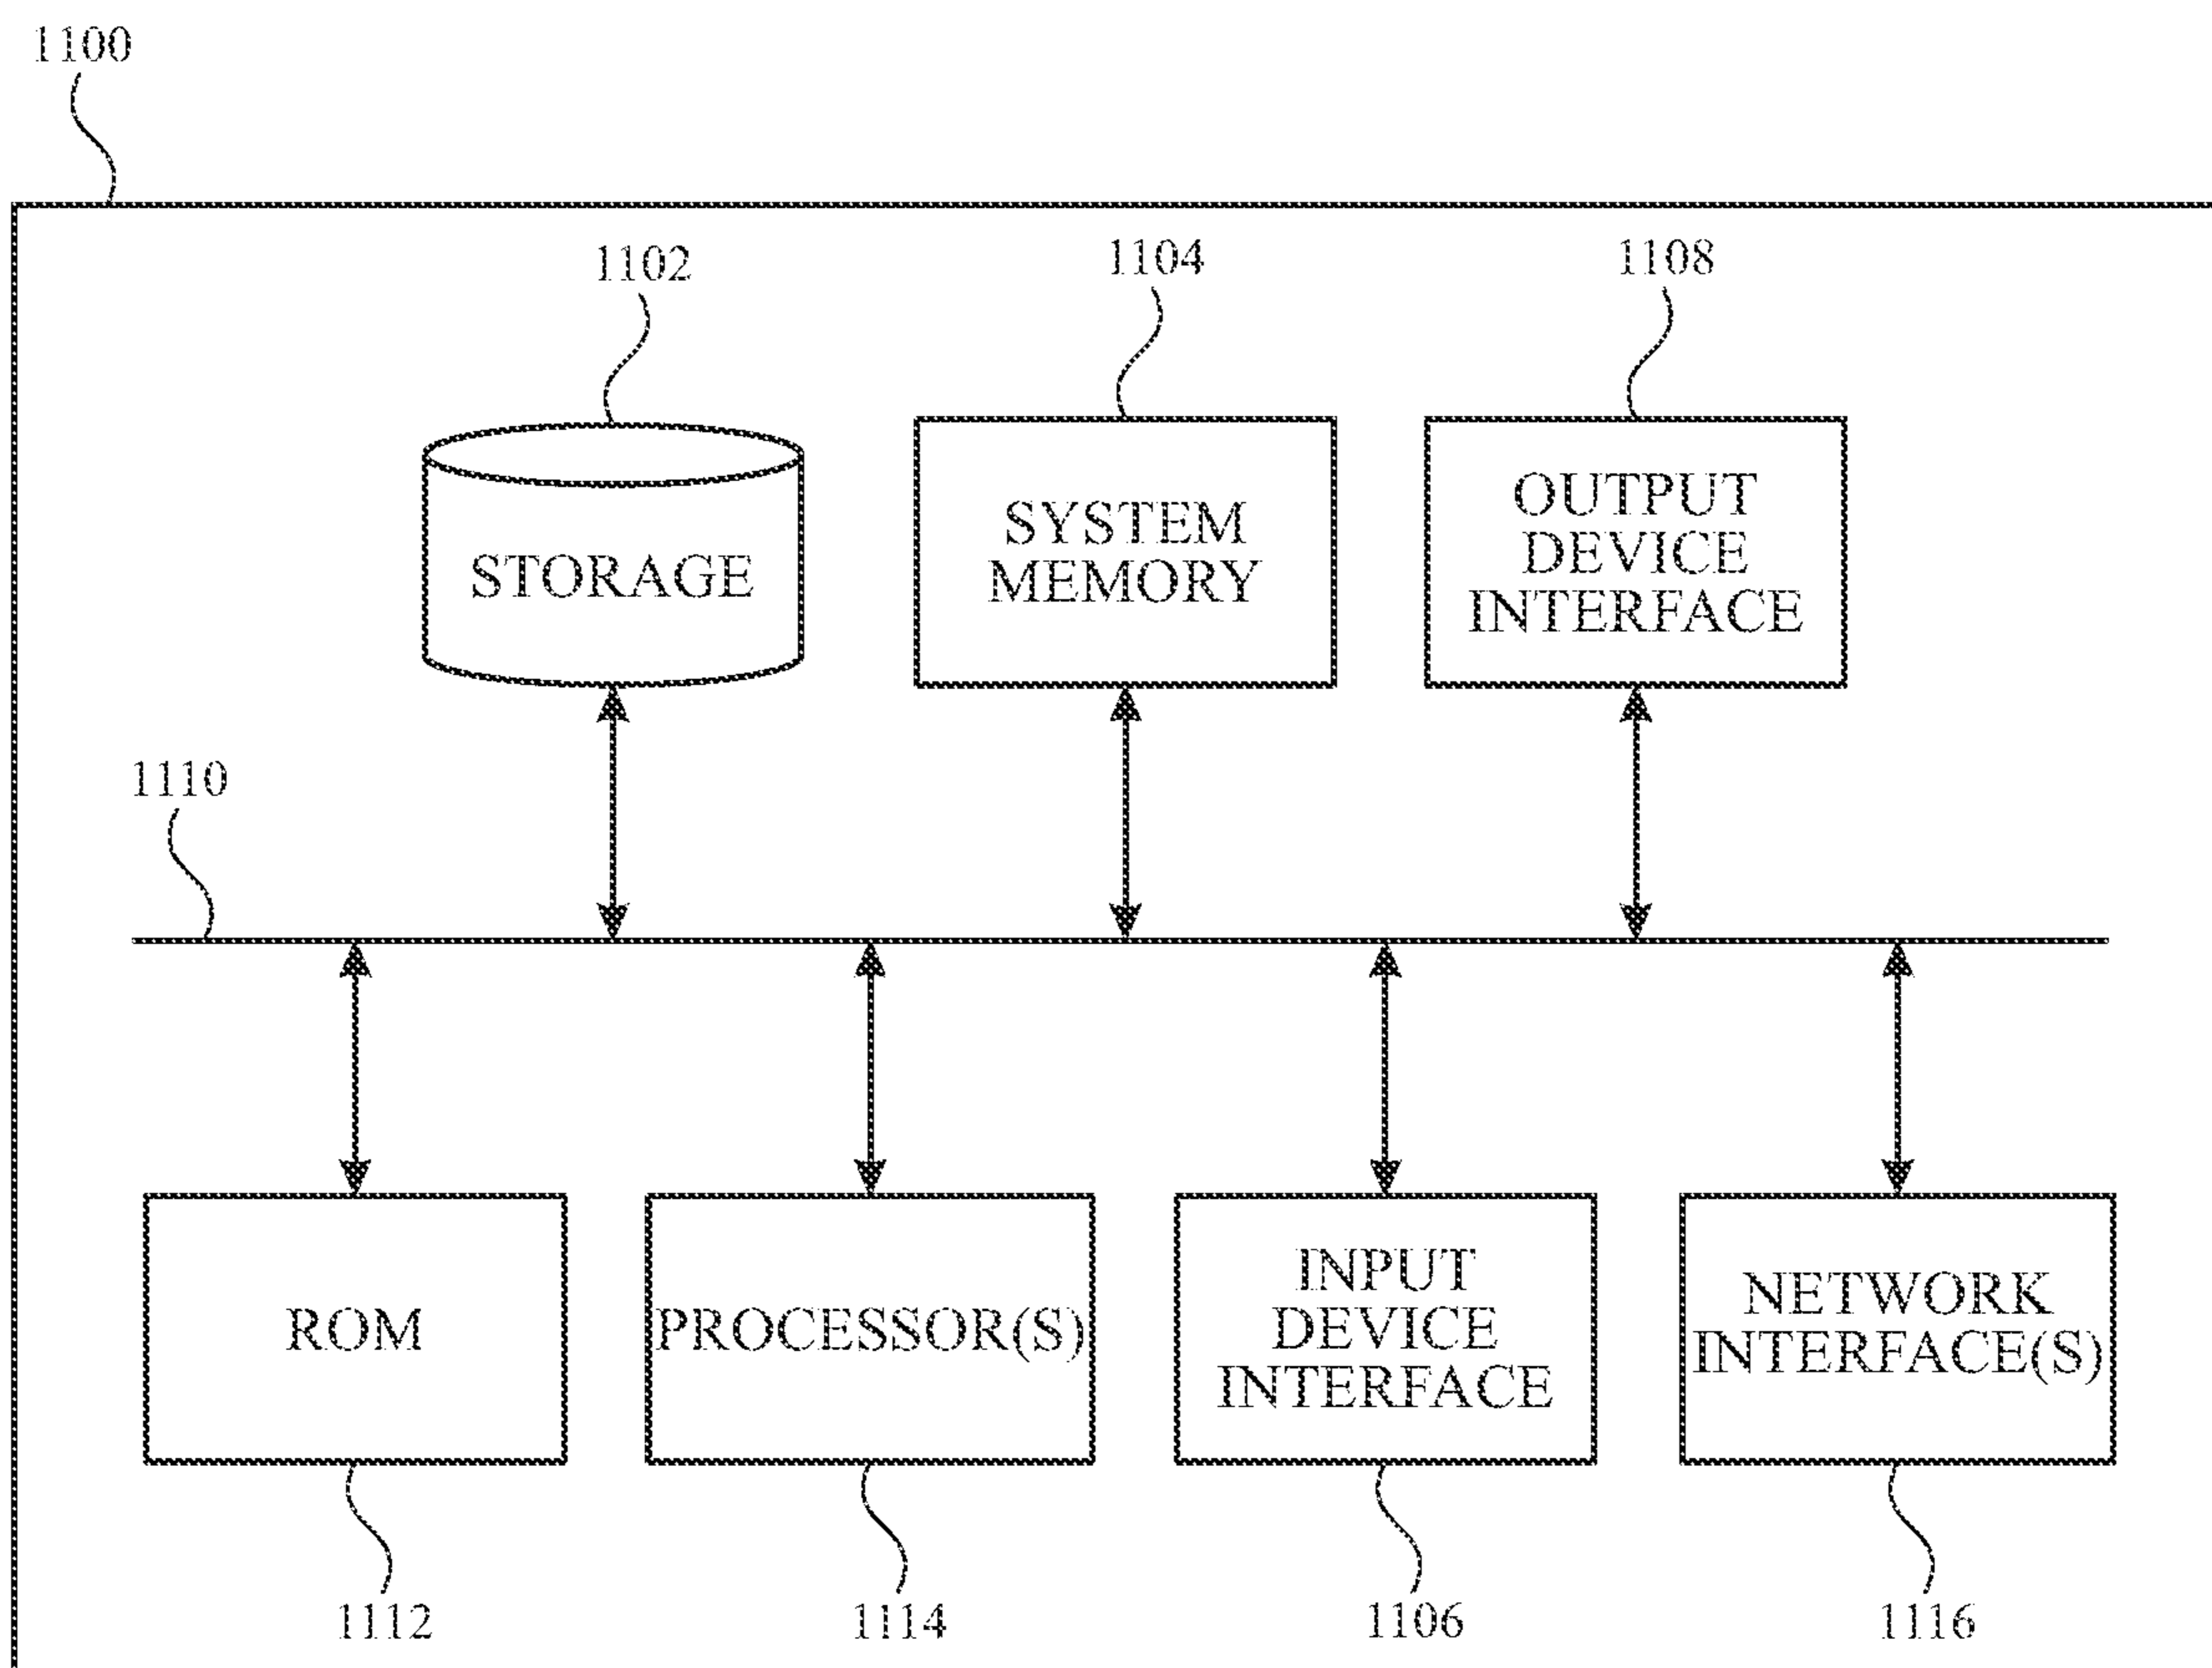 1100
1102
1104
1108
STORAGE
SYSTEM
MEMORY
OUTPUT
DEVICE
INTERFACE
1110
ROM
PROCESSOR(S)
INPUT
DEVICE
INTERFACE
NETWORK
INTERFACE(S)
1112
1114
1106
1116